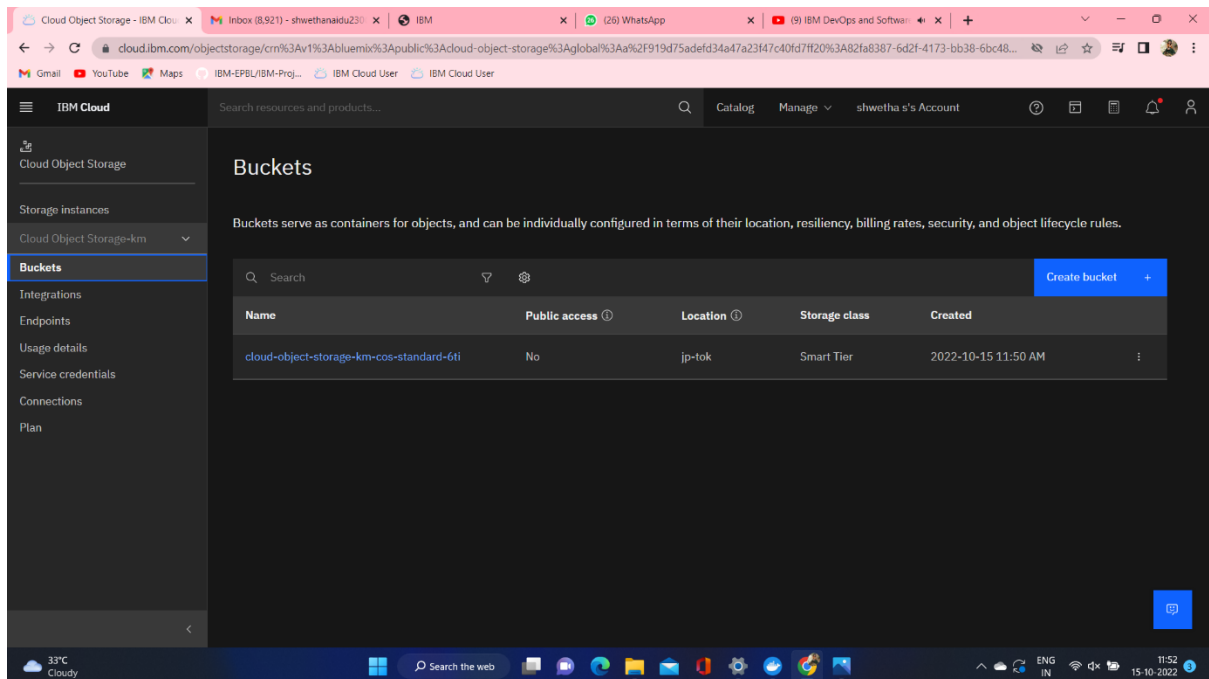 Cloud Object Storage - IBM Clou
Inbox (8,921) - shwethanaidu230
IBM
(26) WhatsApp
(9) IBM DevOps and Softwar
cloud.ibm.com/objectstorage/crn%3Av1%3Abluemix%3Apublic%3Acloud-object-storage%3Aglobal%3Aa%2F919d75adefd34a47a23f47c40fd7ff20%3A82fa8387-6d2f-4173-bb38-6bc48...
Gmail YouTube Maps IBM-EPBL/IBM-Proj... IBM Cloud User IBM Cloud User
IBM Cloud
Search resources and products...
Catalog Manage shwetha s's Account
Cloud Object Storage
Storage instances
Cloud Object Storage-km
Buckets
Integrations
Endpoints
Usage details
Service credentials
Connections
Plan
Buckets
Buckets serve as containers for objects, and can be individually configured in terms of their location, resiliency, billing rates, security, and object lifecycle rules.
Search
Create bucket +
Name Public access Location Storage class Created
cloud-object-storage-km-cos-standard-6ti No jp-tok Smart Tier 2022-10-15 11:50 AM
33°C
Cloudy
Search the web
ENG
IN
11:52
15-10-2022
3